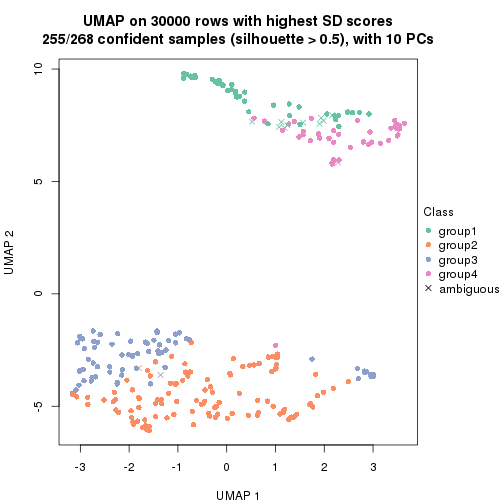 UMAP on 30000 rows with highest SD scores
255/268 confident samples (silhouette > 0.5), with 10 PCs
10
5
0
-5
UMAP 2
-3
-2
-1
0
1
2
3
UMAP 1
Class
group1
group2
group3
group4
ambiguous